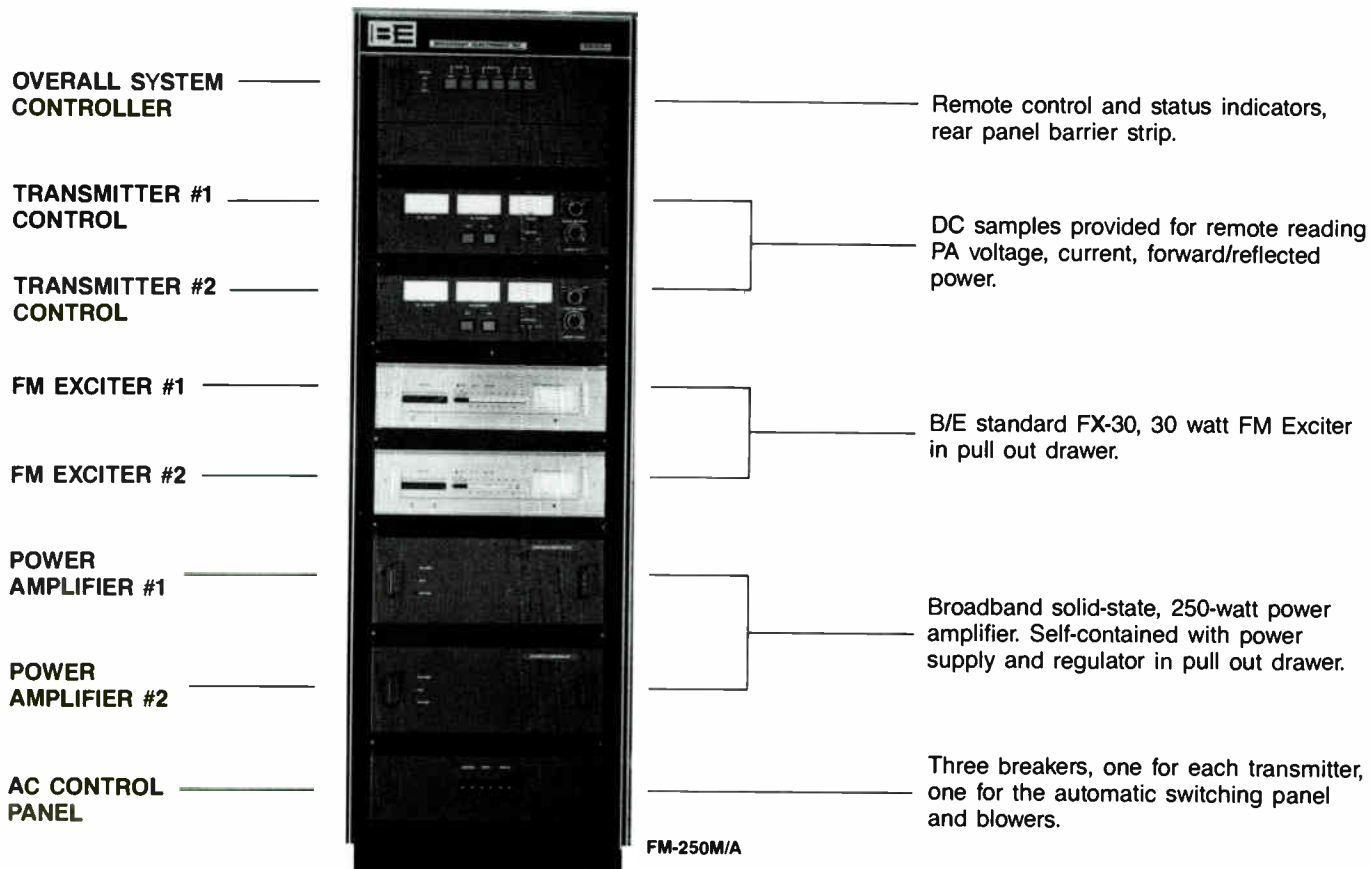 BE
OVERALL SYSTEM
CONTROLLER
Remote control and status indicators,
rear panel barrier strip.
TRANSMITTER #1
CONTROL
DC samples provided for remote reading
PA voltage, current, forward/reflected
power.
TRANSMITTER #2
CONTROL
FM EXCITER #1
B/E standard FX-30, 30 watt FM Exciter
in pull out drawer.
FM EXCITER #2
POWER
AMPLIFIER #1
Broadband solid-state, 250-watt power
amplifier. Self-contained with power
supply and regulator in pull out drawer.
POWER
AMPLIFIER #2
AC CONTROL
PANEL
Three breakers, one for each transmitter,
one for the automatic switching panel
and blowers.
FM-250M/A